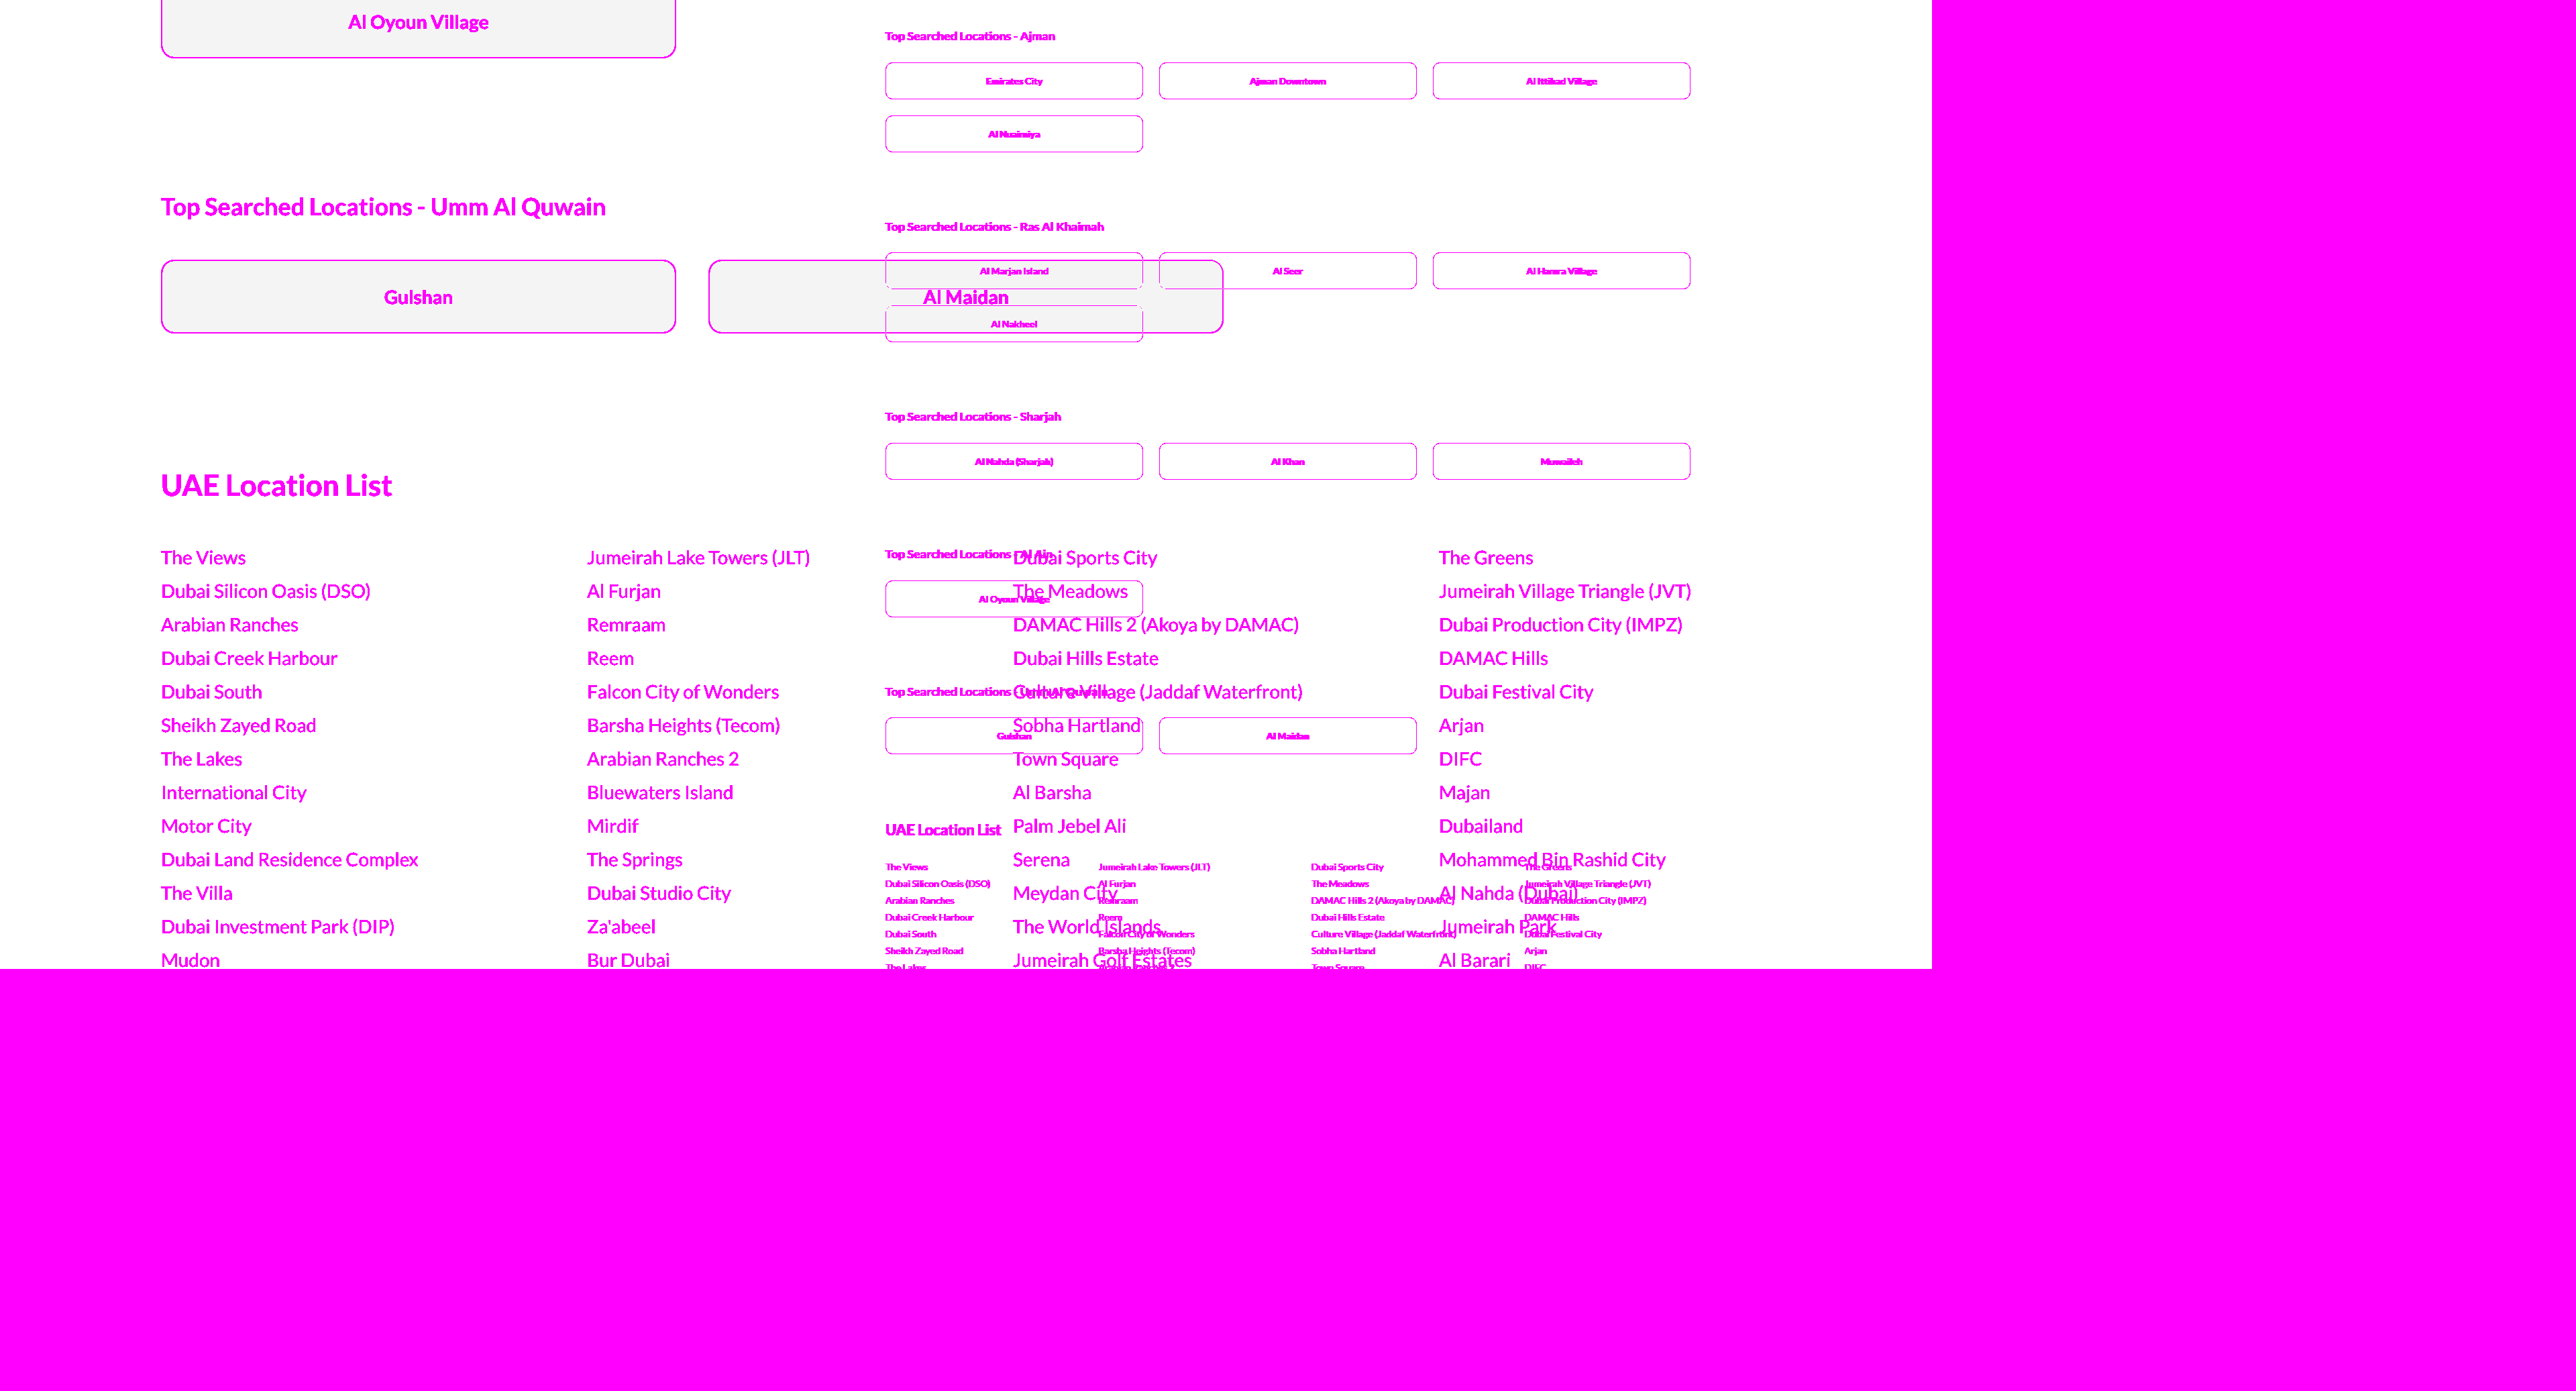 Al Oyoun Village
Top Searched Locations - Umm Al Quwain
Gulshan
Al Maidan
UAE Location List
The Views
Jumeirah Lake Towers (JLT)
Dubai Sports City
The Greens
Dubai Silicon Oasis (DSO)
Al Furjan
The Meadows
Jumeirah Village Triangle (JVT)
Arabian Ranches
Remraam
DAMAC Hills 2 (Akoya by DAMAC)
Dubai Production City (IMPZ)
Dubai Creek Harbour
Reem
Dubai Hills Estate
DAMAC Hills
Dubai South
Falcon City of Wonders
Culture Village (Jaddaf Waterfront)
Dubai Festival City
Sheikh Zayed Road
Barsha Heights (Tecom)
Sobha Hartland
Arjan
The Lakes
Arabian Ranches 2
Town Square
DIFC
International City
Bluewaters Island
Al Barsha
Majan
Motor City
Mirdif
Palm Jebel Ali
Dubailand
Dubai Land Residence Complex
The Springs
Serena
Mohammed Bin Rashid City
The Villa
Dubai Studio City
Meydan City
Al Nahda (Dubai)
Dubai Investment Park (DIP)
Za'abeel
The World Islands
Jumeirah Park
Mudon
Bur Dubai
Jumeirah Golf Estates
Al Barari
Top Searched Locations - Ajman
Emirates City
Ajman Downtown
Al Ittihad Village
Al Nuaimiya
Top Searched Locations - Ras Al Khaimah
Al Marjan Island
Al Seer
Al Hamra Village
Al Nakheel
Top Searched Locations - Sharjah
Al Nahda (Sharjah)
Al Khan
Muwaileh
Top Searched Locations - Al Ain
Al Oyoun Village
Top Searched Locations - Umm Al Quwain
Gulshan
Al Maidan
UAE Location List
The Views
Jumeirah Lake Towers (JLT)
Dubai Sports City
The Greens
Dubai Silicon Oasis (DSO)
Al Furjan
The Meadows
Jumeirah Village Triangle (JVT)
Arabian Ranches
Remraam
DAMAC Hills 2 (Akoya by DAMAC)
Dubai Production City (IMPZ)
Dubai Creek Harbour
Reem
Dubai Hills Estate
DAMAC Hills
Dubai South
Falcon City of Wonders
Culture Village (Jaddaf Waterfront)
Dubai Festival City
Sheikh Zayed Road
Barsha Heights (Tecom)
Sobha Hartland
Arjan
The Lakes
Town Square
DIFC